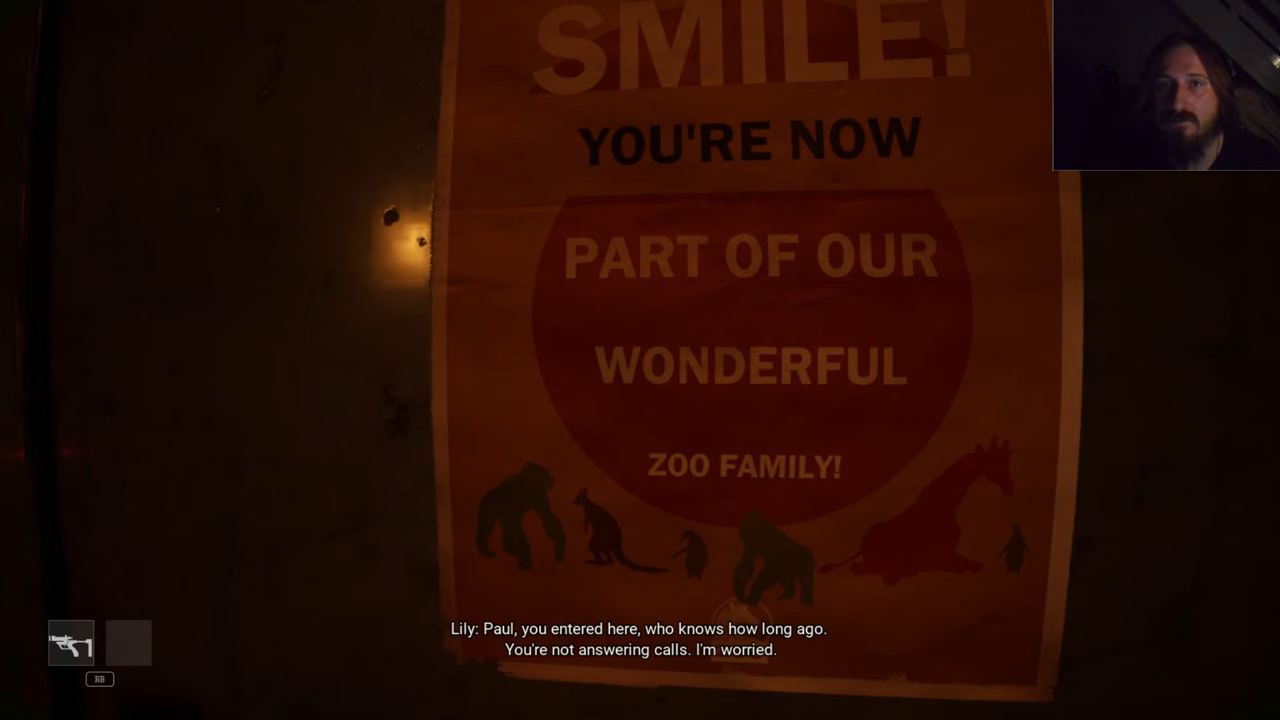 SMILE!
YOU'RE NOW
PART OF OUR
WONDERFUL
ZOO FAMILY!
Lily: Paul, you entered here, who knows how long ago.
You're not answering calls. I'm worried.
RB